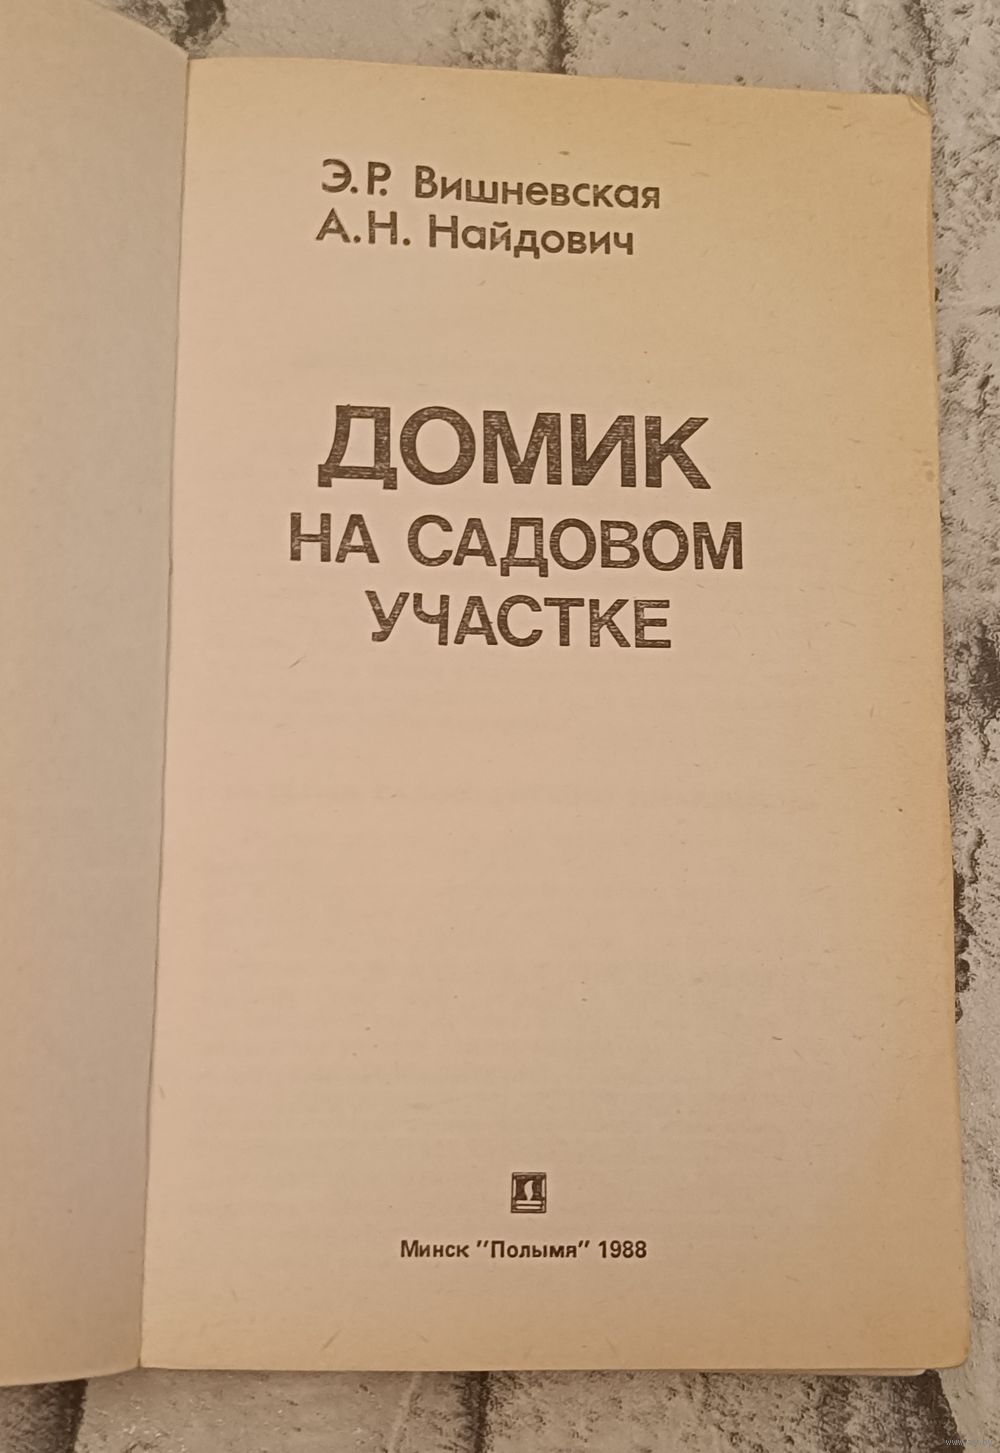 Э.Р. Вишневская
А.Н. Найдович
ДОМИК
НА САДОВОМ
УЧАСТКЕ
Минск "Полымя" 1988